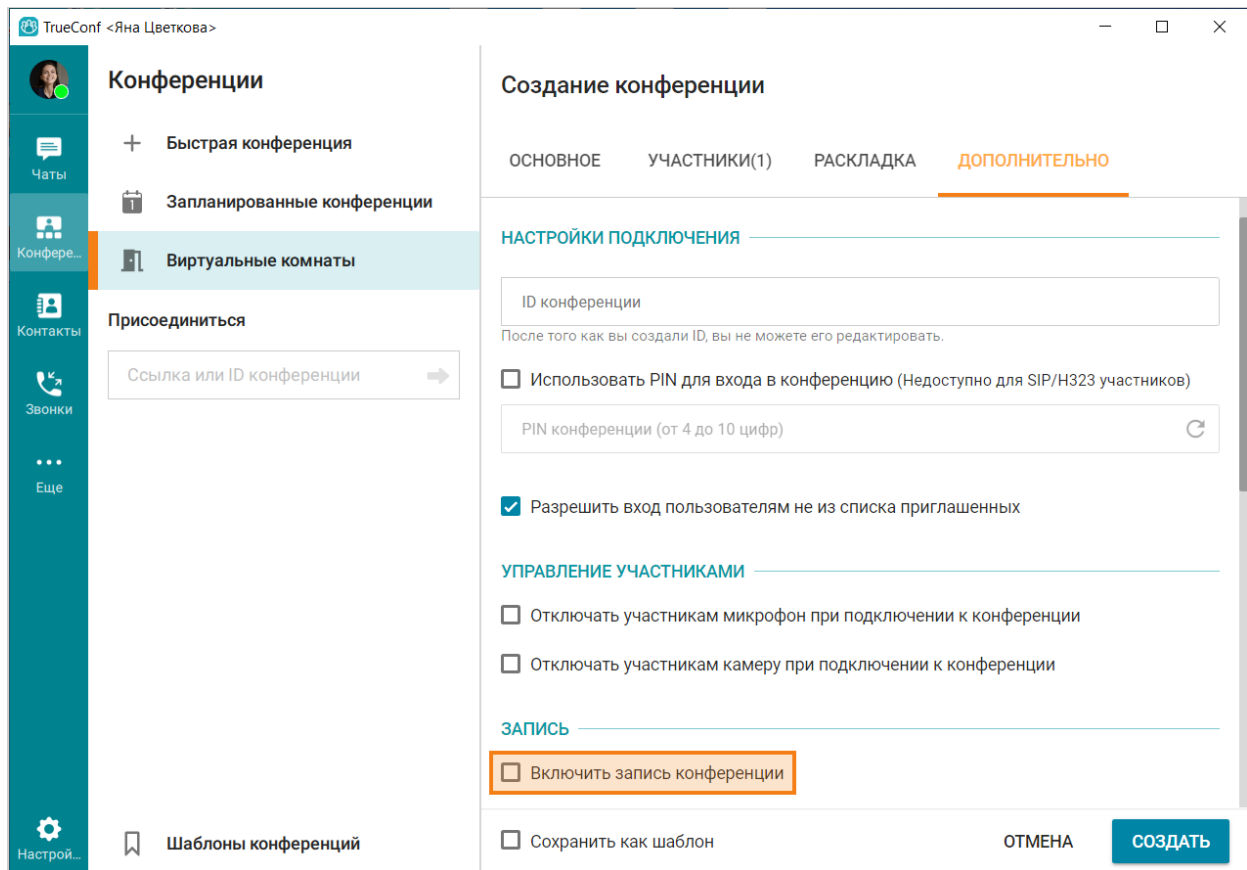 TrueConf <Яна Цветкова>
Чаты
Конфере...
Контакты
Звонки
Еще
Настрой...
Конференции
Быстрая конференция
1
Запланированные конференции
Виртуальные комнаты
Присоединиться
Ссылка или ID конференции
Шаблоны конференций
Создание конференции
ОСНОВНОЕ УЧАСТНИКИ(1) РАСКЛАДКА ДОПОЛНИТЕЛЬНО
НАСТРОЙКИ ПОДКЛЮЧЕНИЯ
ID конференции
После того как вы создали ID, вы не можете его редактировать.
Использовать PIN для входа в конференцию (Недоступно для SIP/H323 участников)
PIN конференции (от 4 до 10 цифр)
Разрешить вход пользователям не из списка приглашенных
УПРАВЛЕНИЕ УЧАСТНИКАМИ
Отключать участникам микрофон при подключении к конференции
Отключать участникам камеру при подключении к конференции
ЗАПИСЬ
Включить запись конференции
Сохранить как шаблон ОТМЕНА СОЗДАТЬ